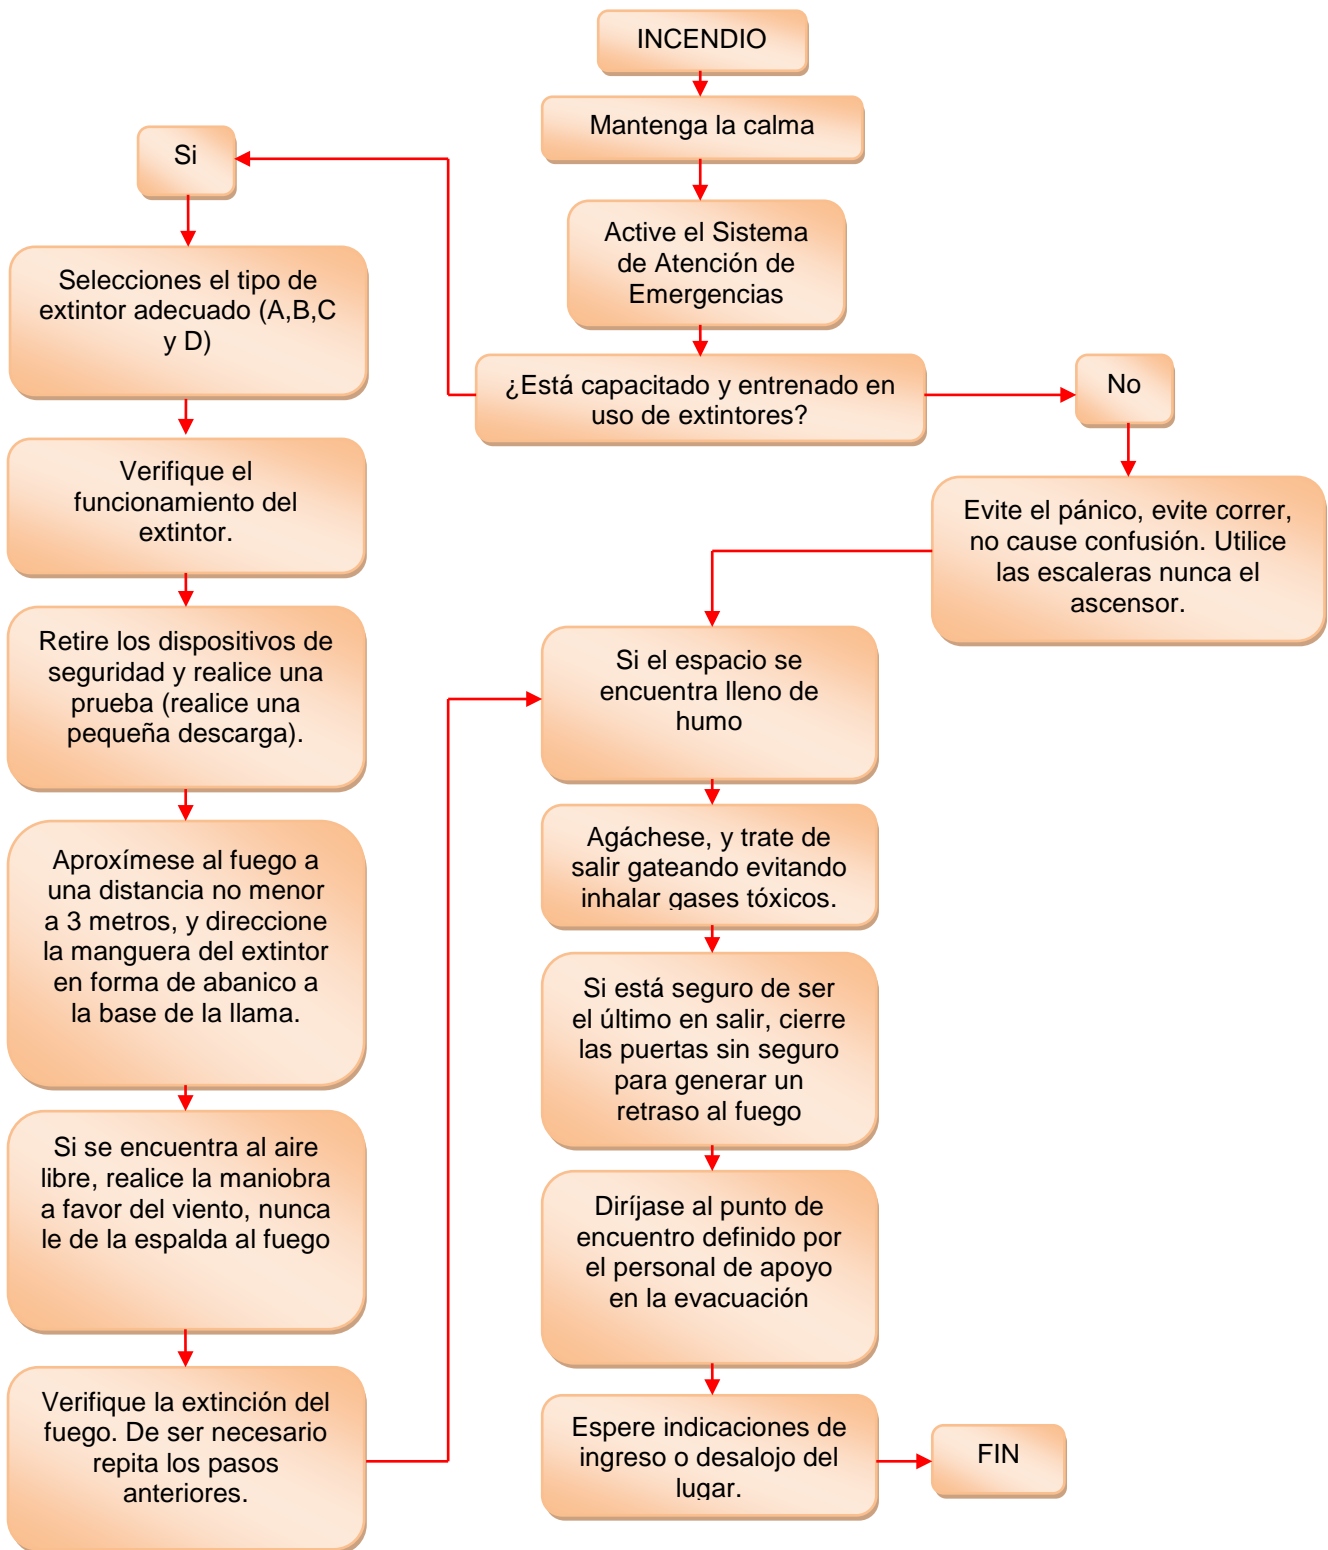 INCENDIO
Mantenga la calma
Active el Sistema
de Atención de
Emergencias
¿Está capacitado y entrenado en
uso de extintores?
Si
Selecciones el tipo de
extintor adecuado (A,B,C
y D)
Verifique el
funcionamiento del
extintor.
Retire los dispositivos de
seguridad y realice una
prueba (realice una
pequeña descarga).
Aproxímese al fuego a
una distancia no menor
a 3 metros, y direccione
la manguera del extintor
en forma de abanico a
la base de la llama.
Si se encuentra al aire
libre, realice la maniobra
a favor del viento, nunca
le de la espalda al fuego
Verifique la extinción del
fuego. De ser necesario
repita los pasos
anteriores.
No
Evite el pánico, evite correr,
no cause confusión. Utilice
las escaleras nunca el
ascensor.
Si el espacio se
encuentra lleno de
humo
Agáchese, y trate de
salir gateando evitando
inhalar gases tóxicos.
Si está seguro de ser
el último en salir, cierre
las puertas sin seguro
para generar un
retraso al fuego
Diríjase al punto de
encuentro definido por
el personal de apoyo
en la evacuación
Espere indicaciones de
ingreso o desalojo del
lugar.
FIN